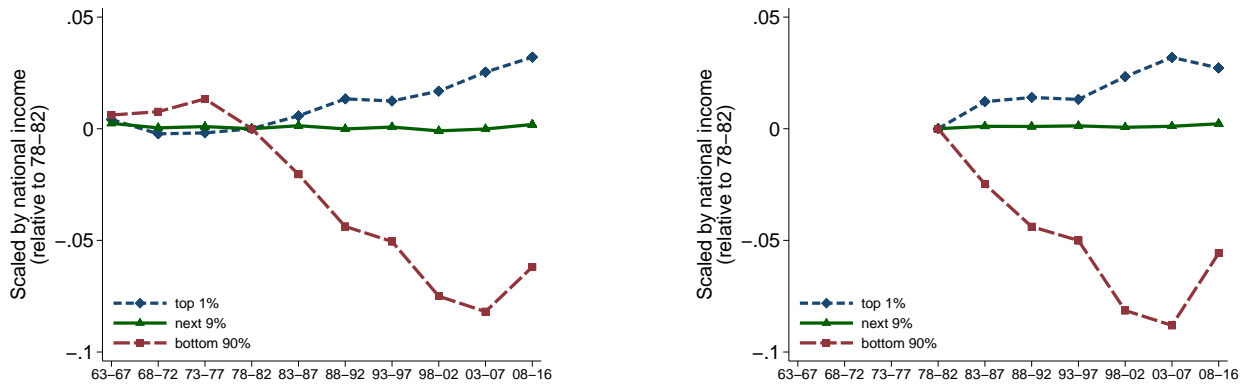 .05
0
−.05
−.1
Scaled by national income
(relative to 78−82)
top 1%
next 9%
bottom 90%
63−67 68−72 73−77 78−82 83−87 88−92 93−97 98−02 03−07 08−16
.05
0
−.05
−.1
Scaled by national income
(relative to 78−82)
top 1%
next 9%
bottom 90%
63−67 68−72 73−77 78−82 83−87 88−92 93−97 98−02 03−07 08−16